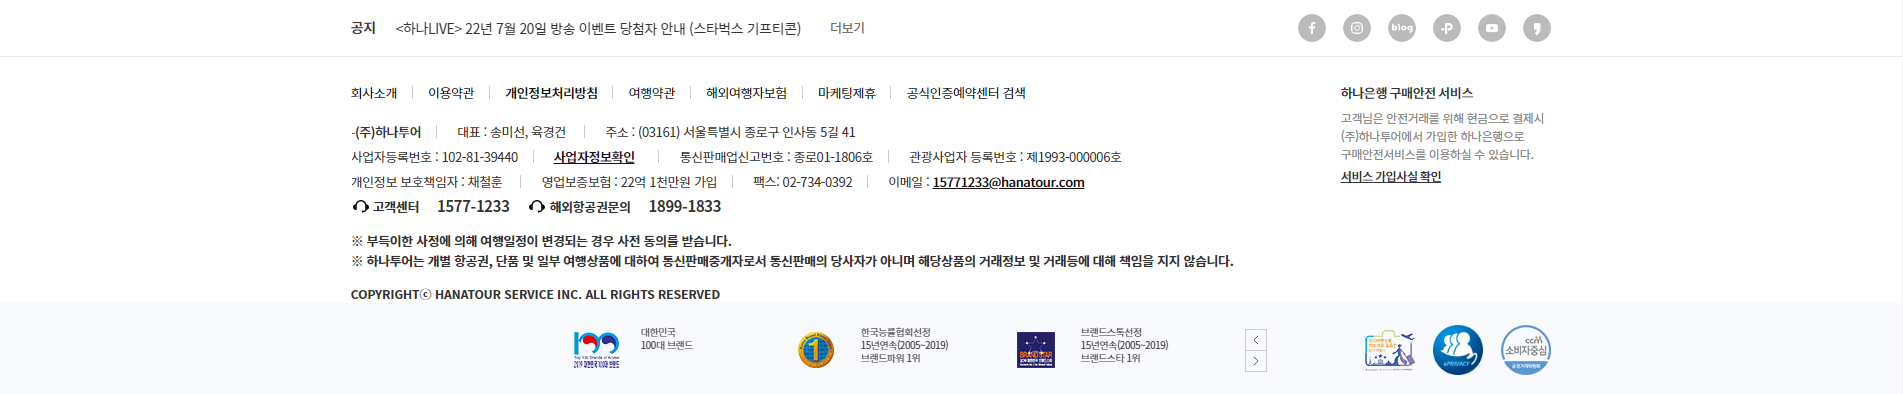 공지 <하나LIVE> 22년 7월 20일 방송 이벤트 당첨자 안내 (스타벅스 기프티콘) 더보기
blog
회사소개 이용약관 개인정보처리방침 여행약관 해외여행자보험 마케팅제휴 공식인증예약센터 검색
-(주)하나투어 대표 : 송미선, 육경건 주소 : (03161) 서울특별시 종로구 인사동 5길 41
사업자등록번호 : 102-81-39440 사업자정보확인 통신판매업신고번호 : 종로01-1806호 관광사업자 등록번호 : 제1993-000006호
개인정보 보호책임자 : 채철훈 영업보증보험 : 22억 1천만원 가입 팩스: 02-734-0392 이메일 : 15771233@hanatour.com
고객센터 1577-1233 해외항공권문의 1899-1833
※ 부득이한 사정에 의해 여행일정이 변경되는 경우 사전 동의를 받습니다.
※ 하나투어는 개별 항공권, 단품 및 일부 여행상품에 대하여 통신판매중개자로서 통신판매의 당사자가 아니며 해당상품의 거래정보 및 거래등에 대해 책임을 지지 않습니다.
COPYRIGHTⓒ HANATOUR SERVICE INC. ALL RIGHTS RESERVED
하나은행 구매안전 서비스
고객님은 안전거래를 위해 현금으로 결제시
(주)하나투어에서 가입한 하나은행으로
구매안전서비스를 이용하실 수 있습니다.
서비스 가입사실 확인
100
대한민국
100대 브랜드
1
한국능률협회선정
15년연속(2005~2019)
브랜드파워 1위
BRAND STAR
브랜드스톡선정
15년연속(2005~2019)
브랜드스타 1위
ePRIVACY
ccm
소비자중심
공정거래위원회